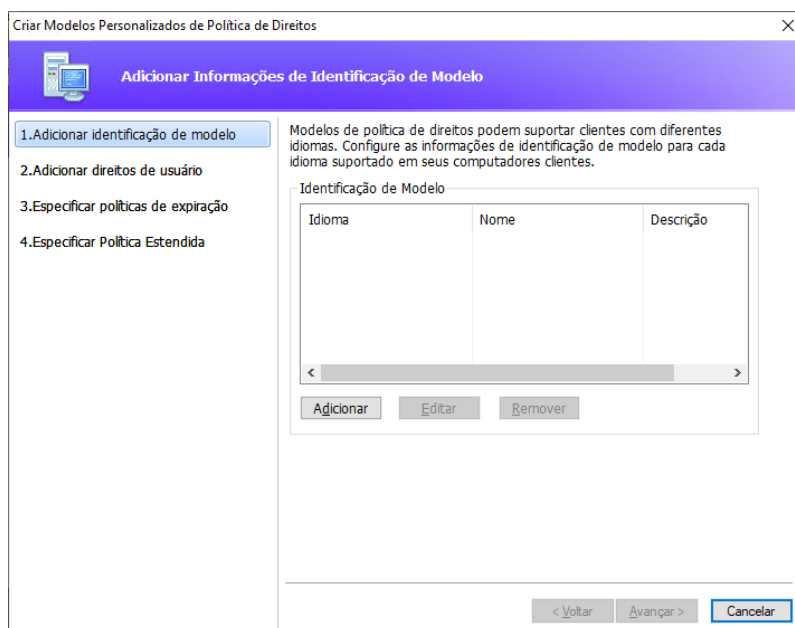 Criar Modelos Personalizados de Política de Direitos
Adicionar Informações de Identificação de Modelo
1.Adicionar identificação de modelo
2.Adicionar direitos de usuário
3.Especificar políticas de expiração
4.Especificar Política Estendida
Modelos de política de direitos podem suportar clientes com diferentes
idiomas. Configure as informações de identificação de modelo para cada
idioma suportado em seus computadores clientes.
Identificação de Modelo
Idioma Nome Descrição
Adicionar Editar Remover
< Voltar Avançar > Cancelar